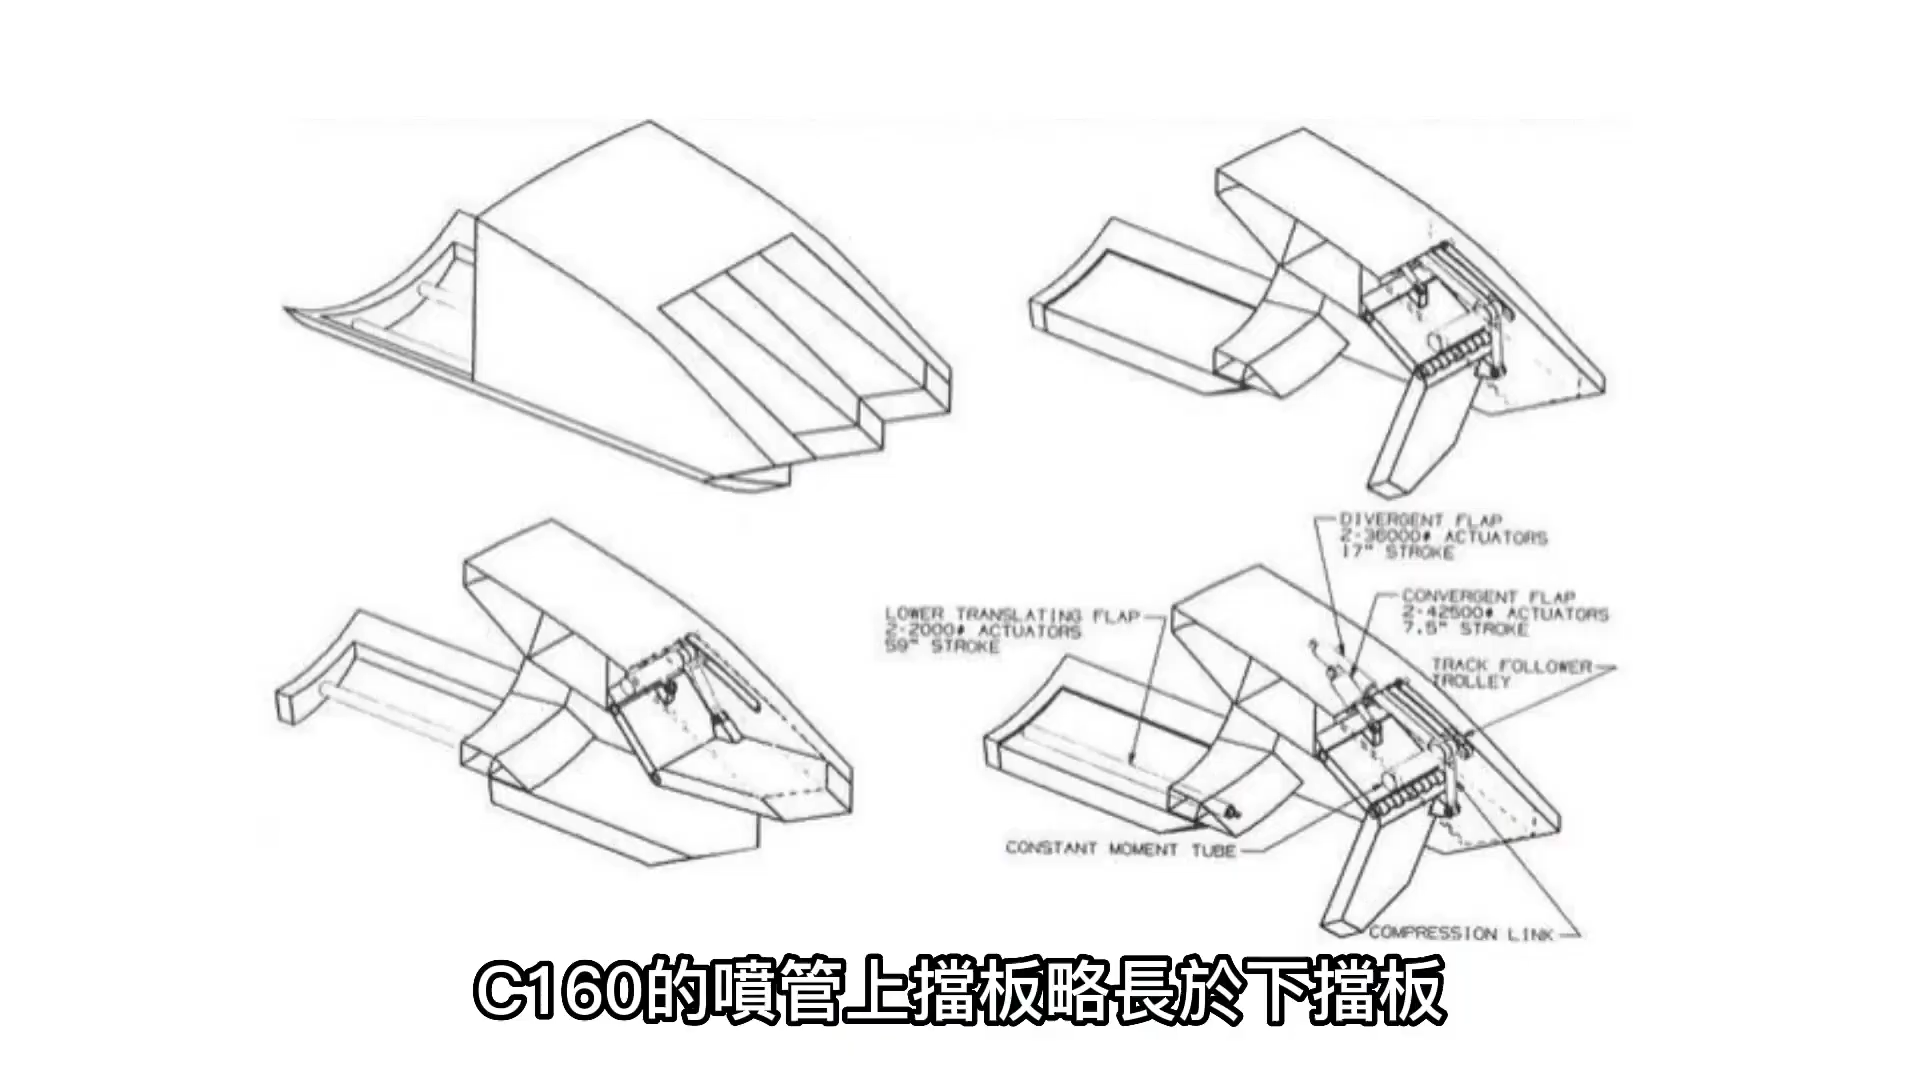 DIVERGENT FLAP
2-36000# ACTUATORS
17" STROKE
CONVERGENT FLAP
2-42500# ACTUATORS
7.5" STROKE
LOWER TRANSLATING FLAP
2-2000# ACTUATORS
59" STROKE
TRACK FOLLOWER
TROLLEY
CONSTANT MOMENT TUBE
COMPRESSION LINK
C160的噴管上擋板略長於下擋板